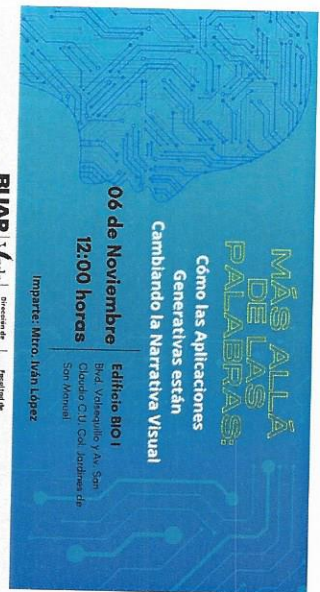 MÁS ALLÁ
DE LAS
PALABRAS:
Cómo las Aplicaciones
Generativas están
Cambiando la Narrativa Visual
06 de Noviembre
12:00 horas
Edificio BIO1
Blvd. Valsequillo y Av. San
Claudio C.U. Col. Jardines de
San Manuel
Imparte: Mtro. Iván López
BUAP
Dirección de
Facultad de